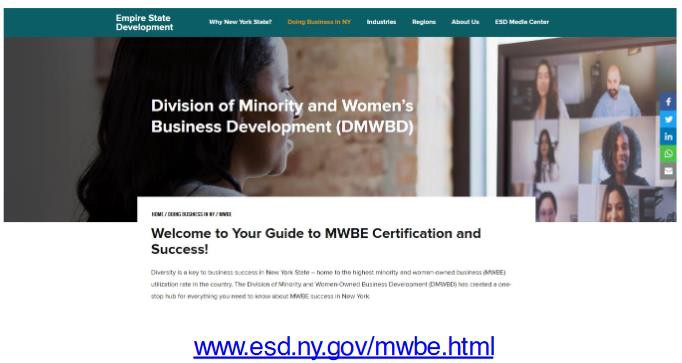 Empire State
Development
Why New York State?
Doing Business in NY
Industries
Regions
About Us
ESD Media Center
Division of Minority and Women's
Business Development (DMWBD)
HOME / DOING BUSINESS IN NY / MWBE
Welcome to Your Guide to MWBE Certification and
Success!
Diversity is a key to business success in New York State – home to the highest minority and women-owned business (MWBE)
utilization rate in the country. The Division of Minority and Women-Owned Business Development (DMWBD) has created a one-
stop hub for everything you need to know about MWBE success in New York.
www.esd.ny.gov/mwbe.html